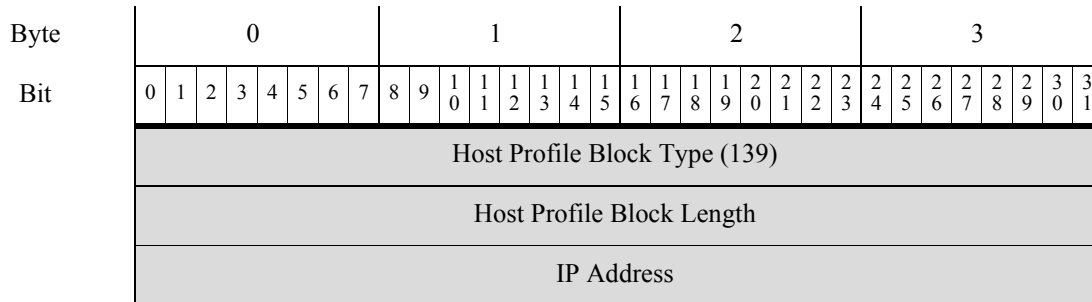 Byte 0 1 2 3
Bit 0 1 2 3 4 5 6 7 8 9 10 11 12 13 14 15 16 17 18 19 20 21 22 23 24 25 26 27 28 29 30 31
Host Profile Block Type (139)
Host Profile Block Length
IP Address